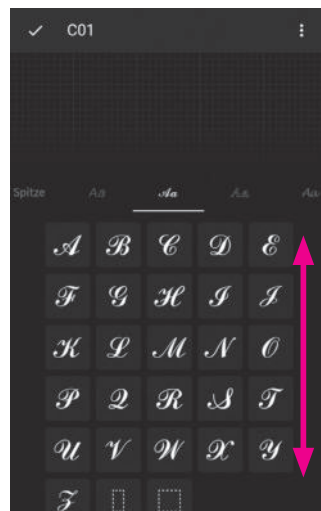 C01
Spitze Aa Aa Aa Aa
A B C D E
F G H I J
K L M N O
P Q R S T
U V W X Y
Z